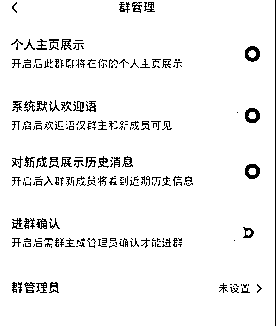 群管理
个人主页展示
开启后此群聊将在你的个人主页展示
系统默认欢迎语
开启后欢迎语仅群主和新成员可见
对新成员展示历史消息
开启后入群新成员将看到近期历史信息
进群确认
开启后需群主或管理员确认才能进群
群管理员 未设置